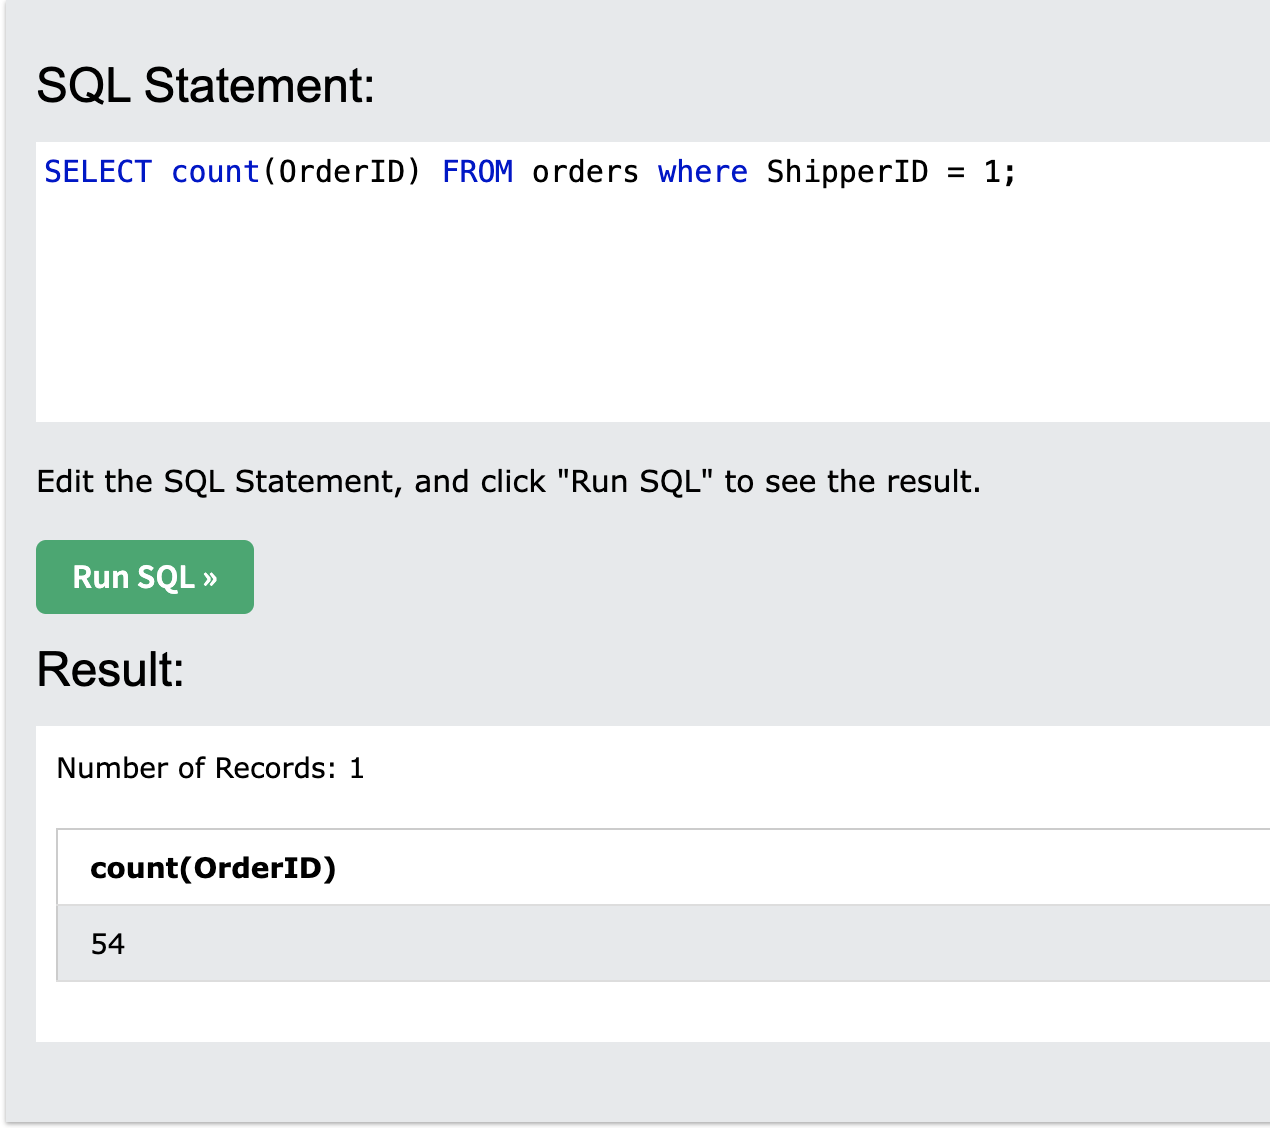 SQL Statement:
SELECT count(OrderID) FROM orders where ShipperID = 1;
Edit the SQL Statement, and click "Run SQL" to see the result.
Run SQL »
Result:
Number of Records: 1
count(OrderID)
54